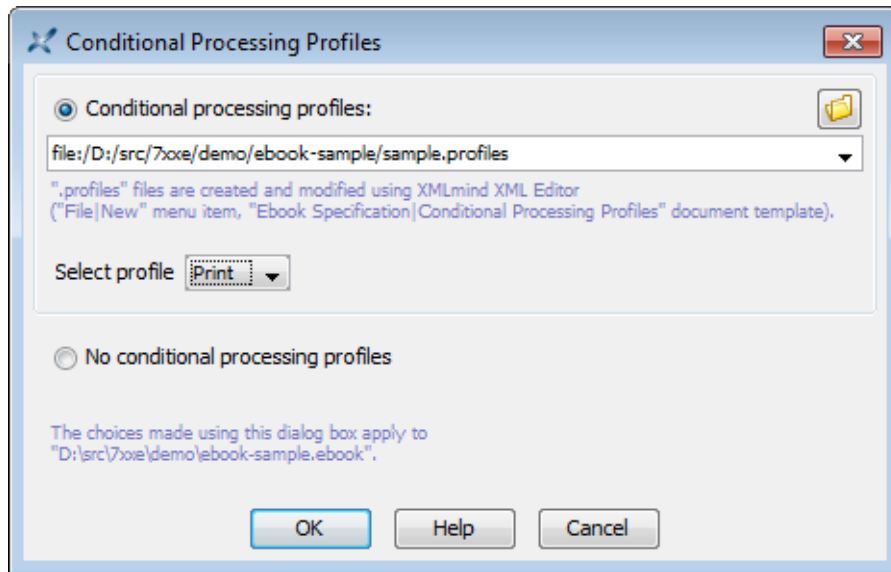 Conditional Processing Profiles
Conditional processing profiles:
file:/D:/src/7xxe/demo/ebook-sample/sample.profiles
".profiles" files are created and modified using XMLmind XML Editor
("File|New" menu item, "Ebook Specification|Conditional Processing Profiles" document template).
Select profile Print
No conditional processing profiles
The choices made using this dialog box apply to
"D:\src\7xxe\demo\ebook-sample.ebook".
OK Help Cancel